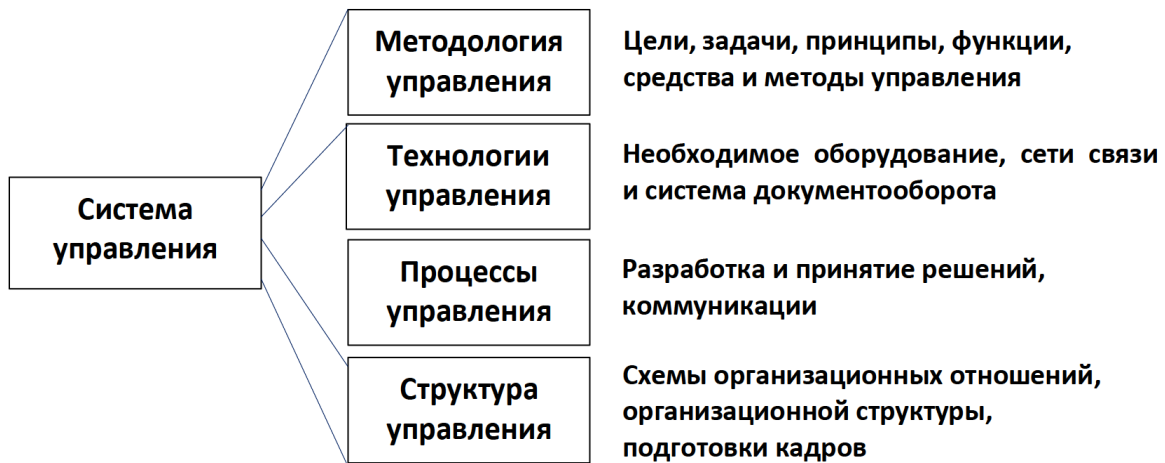 Система
управления
Методология
управления
Цели, задачи, принципы, функции,
средства и методы управления
Технологии
управления
Необходимое оборудование, сети связи
и система документооборота
Процессы
управления
Разработка и принятие решений,
коммуникации
Структура
управления
Схемы организационных отношений,
организационной структуры,
подготовки кадров